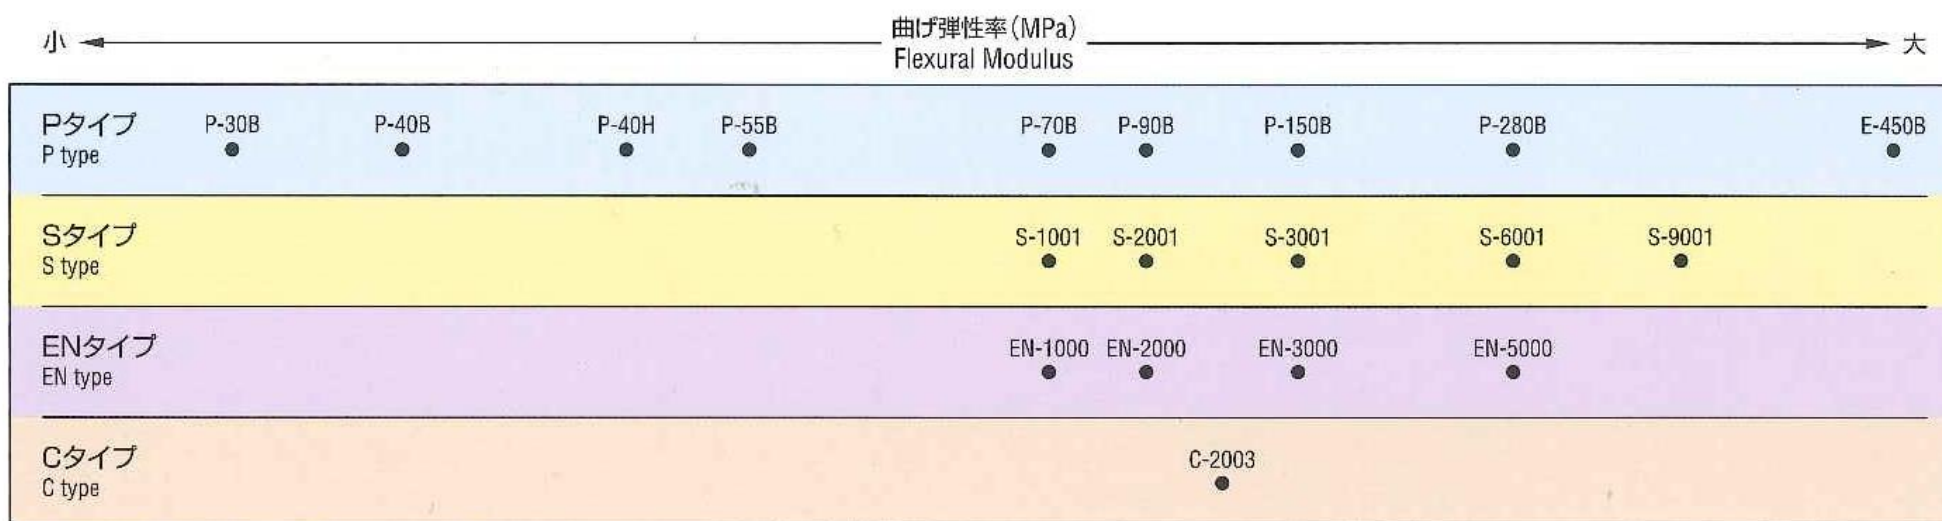 小 曲げ弾性率(MPa) 大
Flexural Modulus
Pタイプ
P type
P-30B P-40B P-40H P-55B P-70B P-90B P-150B P-280B E-450B
Sタイプ
S type
S-1001 S-2001 S-3001 S-6001 S-9001
ENタイプ
EN type
EN-1000 EN-2000 EN-3000 EN-5000
Cタイプ
C type
C-2003